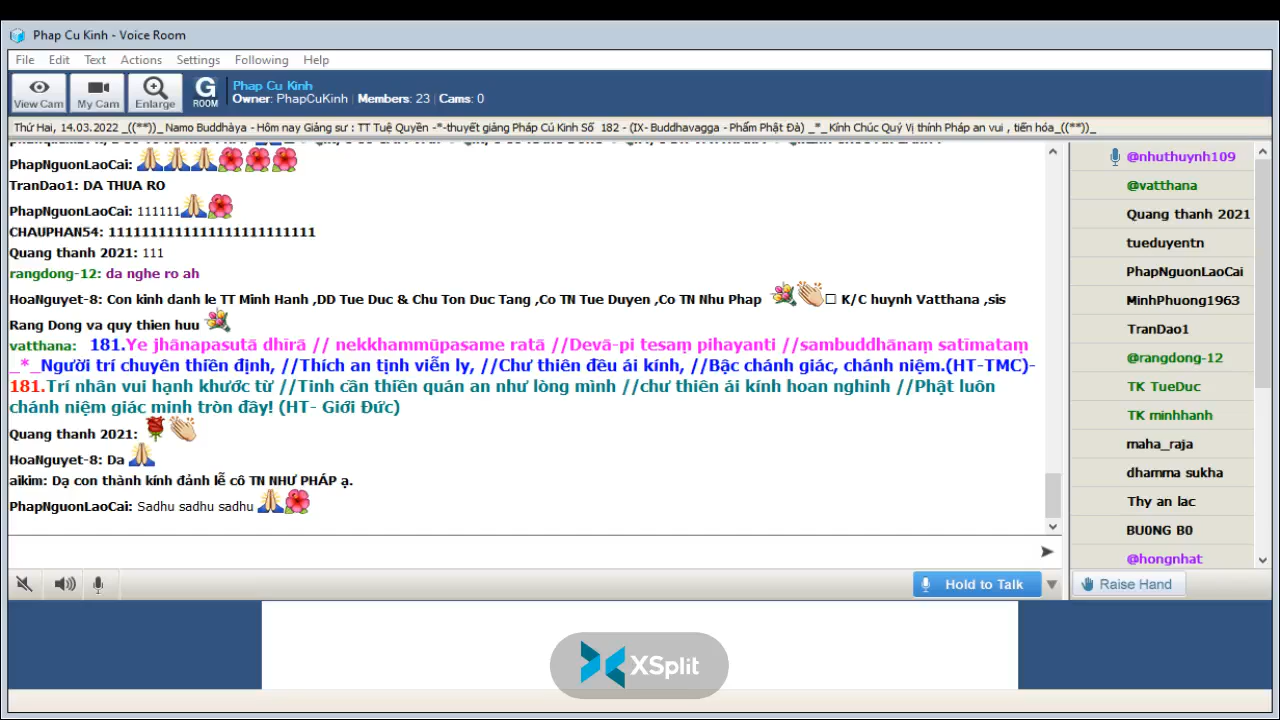 Phap Cu Kinh - Voice Room
File Edit Text Actions Settings Following Help
View Cam My Cam Enlarge G ROOM
Phap Cu Kinh
Owner: PhapCuKinh | Members: 23 | Cams: 0
Thứ Hai, 14.03.2022 _((**))_ Namo Buddhàya - Hôm nay Giảng sư : TT Tuệ Quyền -*-thuyết giảng Pháp Cú Kinh Số 182 - (IX- Buddhavagga - Phẩm Phật Đà) _*_ Kính Chúc Quý Vị thính Pháp an vui , tiến hóa_((**))_
PhapNguonLaoCai:
TranDao1: DA THUA RO
PhapNguonLaoCai: 111111
CHAUPHAN54: 1111111111111111111111111
Quang thanh 2021: 111
rangdong-12: da nghe ro ah
HoaNguyet-8: Con kinh danh le TT Minh Hanh ,DD Tue Duc & Chu Ton Duc Tang ,Co TN Tue Duyen ,Co TN Nhu Phap K/C huynh Vatthana ,sis
Rang Dong va quy thien huu
vatthana: 181.Ye jhānapasutā dhīrā // nekkhammūpasame ratā //Devā-pi tesaṃ pihayanti //sambuddhānaṃ satīmataṃ
_*_Người trí chuyên thiền định, //Thích an tịnh viễn ly, //Chư thiên đều ái kính, //Bậc chánh giác, chánh niệm.(HT-TMC)-
181.Trí nhân vui hạnh khước từ //Tinh cần thiền quán an như lòng mình //chư thiên ái kính hoan nghinh //Phật luôn
chánh niệm giác minh tròn đầy! (HT- Giới Đức)
Quang thanh 2021:
HoaNguyet-8: Da
aikim: Dạ con thành kính đảnh lễ cô TN NHƯ PHÁP ạ.
PhapNguonLaoCai: Sadhu sadhu sadhu
@nhuthuynh109
@vatthana
Quang thanh 2021
tueduyentn
PhapNguonLaoCai
MinhPhuong1963
TranDao1
@rangdong-12
TK TueDuc
TK minhhanh
maha_raja
dhamma sukha
Thy an lac
BU0NG B0
@hongnhat
Hold to Talk
Raise Hand
XSplit